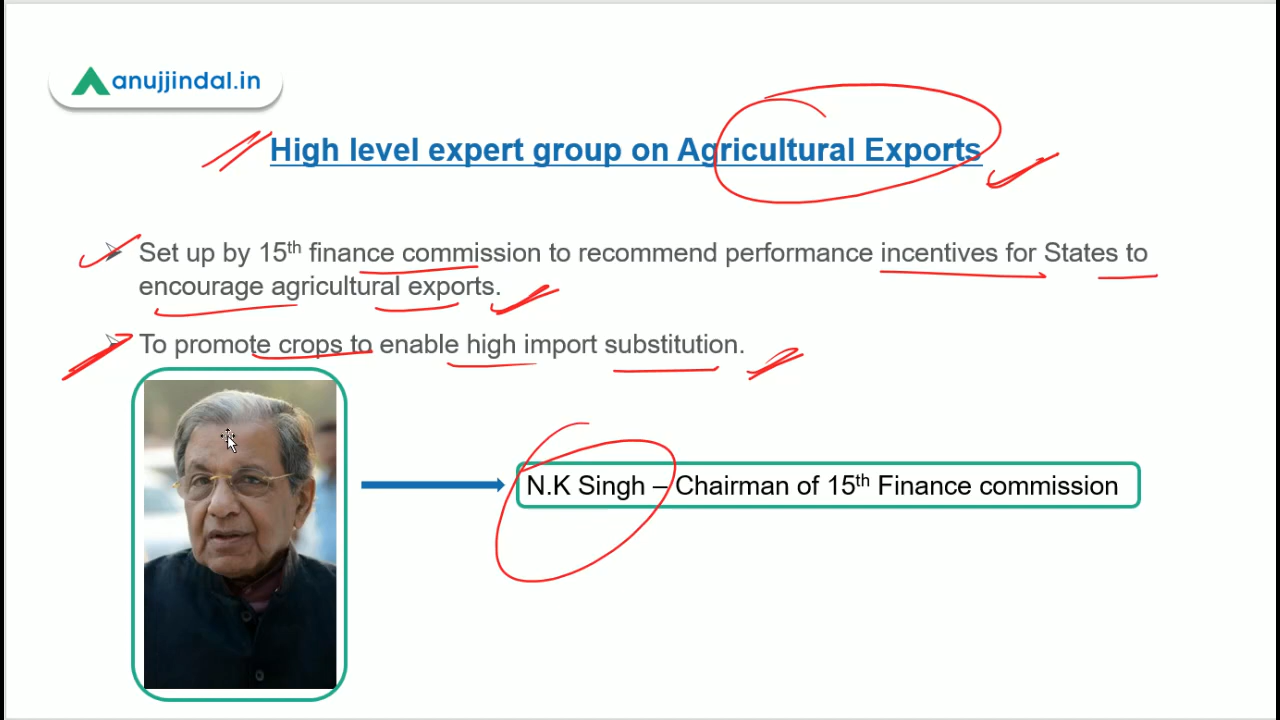 anujjindal.in
High level expert group on Agricultural Exports
Set up by 15th finance commission to recommend performance incentives for States to
encourage agricultural exports.
To promote crops to enable high import substitution.
N.K Singh – Chairman of 15th Finance commission